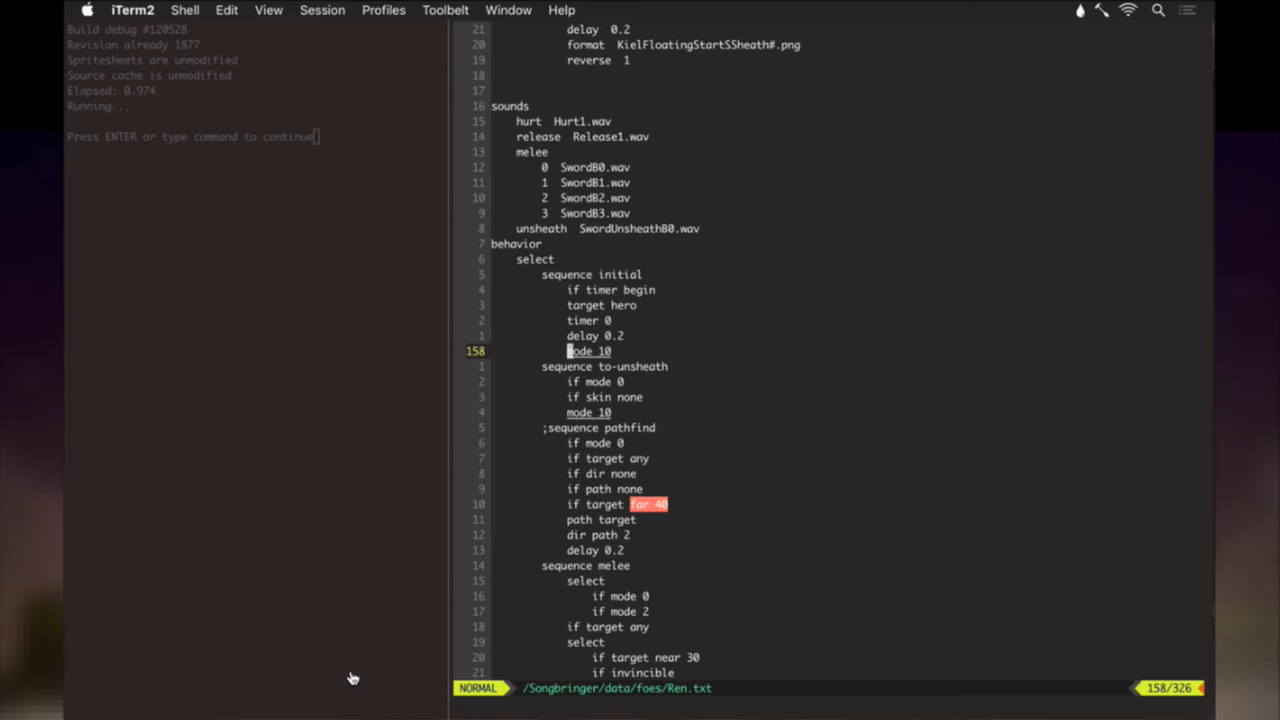 iTerm2 Shell Edit View Session Profiles Toolbelt Window Help
Build debug #120528
Revision already 1877
Spritesheets are unmodified
Source cache is unmodified
Elapsed: 0.974
Running...
Press ENTER or type command to continue
21 delay 0.2
20 format KielFloatingStartSSheath#.png
19 reverse 1
18
17
16 sounds
15 hurt Hurt1.wav
14 release Release1.wav
13 melee
12 0 SwordB0.wav
11 1 SwordB1.wav
10 2 SwordB2.wav
9 3 SwordB3.wav
8 unsheath SwordUnsheathB0.wav
7 behavior
6 select
5 sequence initial
4 if timer begin
3 target hero
2 timer 0
1 delay 0.2
158 mode 10
1 sequence to-unsheath
2 if mode 0
3 if skin none
4 mode 10
5 ;sequence pathfind
6 if mode 0
7 if target any
8 if dir none
9 if path none
10 if target far 40
11 path target
12 dir path 2
13 delay 0.2
14 sequence melee
15 select
16 if mode 0
17 if mode 2
18 if target any
19 select
20 if target near 30
21 if invincible
NORMAL /Songbringer/data/foes/Ren.txt 158/326